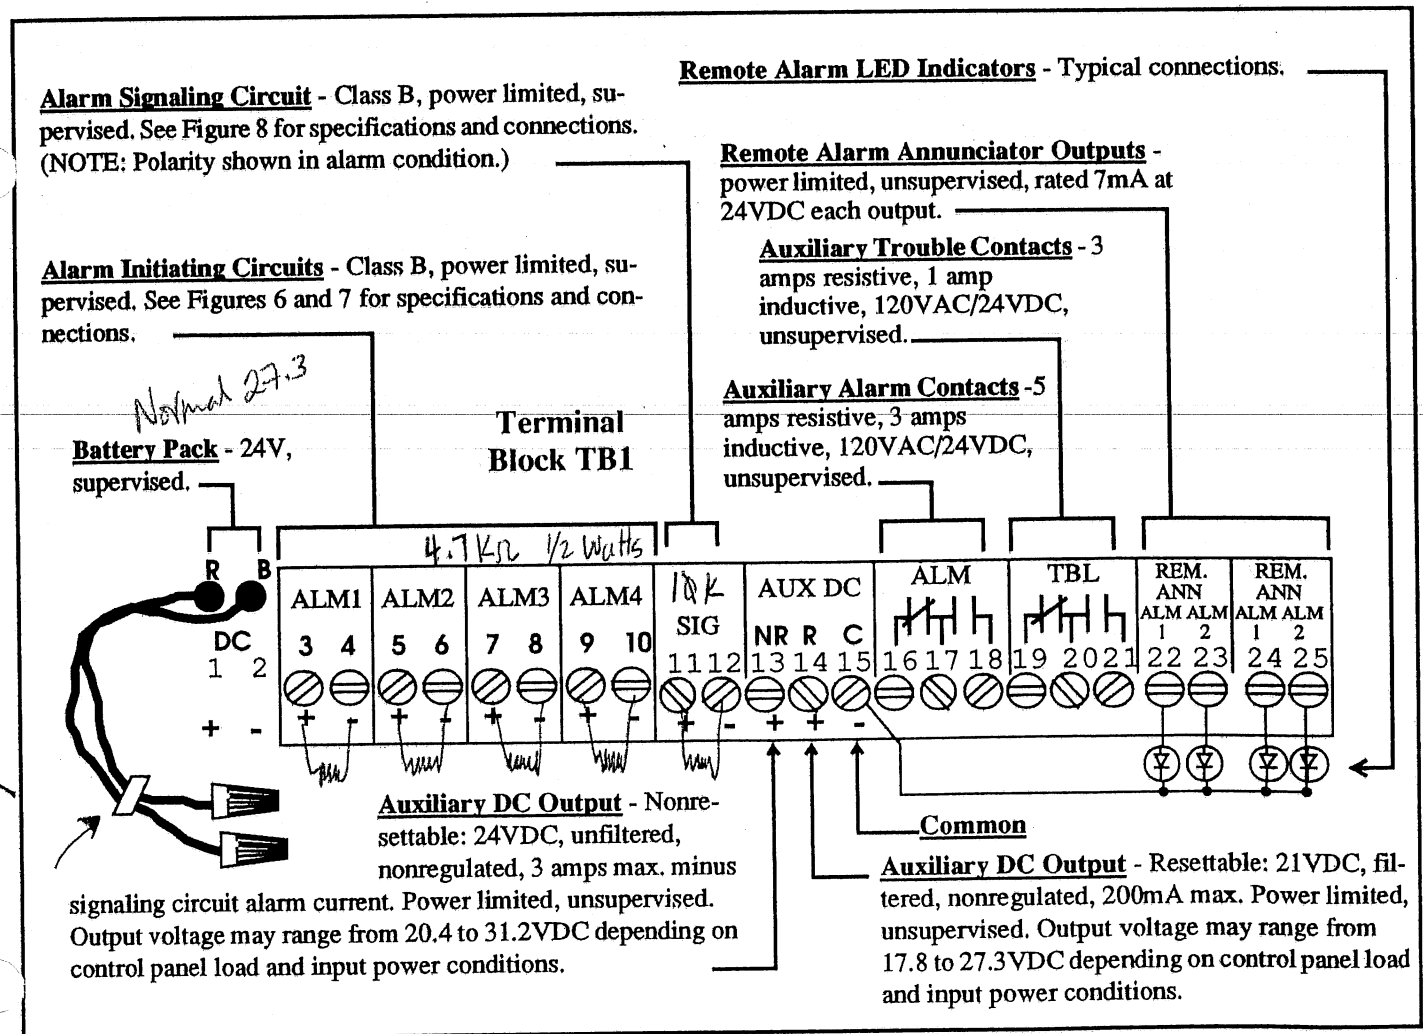 Remote Alarm LED Indicators - Typical connections.
Alarm Signaling Circuit - Class B, power limited, su-
pervised. See Figure 8 for specifications and connections.
(NOTE: Polarity shown in alarm condition.)
Remote Alarm Annunciator Outputs -
power limited, unsupervised, rated 7mA at
24VDC each output.
Alarm Initiating Circuits - Class B, power limited, su-
pervised. See Figures 6 and 7 for specifications and con-
nections.
Auxiliary Trouble Contacts - 3
amps resistive, 1 amp
inductive, 120VAC/24VDC,
unsupervised.
Normal 27.3
Auxiliary Alarm Contacts -5
amps resistive, 3 amps
inductive, 120VAC/24VDC,
unsupervised.
Battery Pack - 24V,
supervised.
Terminal
Block TB1
4.7 KΩ 1/2 Watts
R B
ALM1 ALM2 ALM3 ALM4 10K AUX DC ALM TBL REM. REM.
ANN ANN
SIG
ALM ALM ALM ALM
DC NR R C 1 2 1 2
1 2 3 4 5 6 7 8 9 10 11 12 13 14 15 16 17 18 19 20 21 22 23 24 25
+ - + - + - + - + - + - + + -
Auxiliary DC Output - Nonre-
settable: 24VDC, unfiltered,
nonregulated, 3 amps max. minus
signaling circuit alarm current. Power limited, unsupervised.
Output voltage may range from 20.4 to 31.2VDC depending on
control panel load and input power conditions.
Common
Auxiliary DC Output - Resettable: 21VDC, fil-
tered, nonregulated, 200mA max. Power limited,
unsupervised. Output voltage may range from
17.8 to 27.3VDC depending on control panel load
and input power conditions.